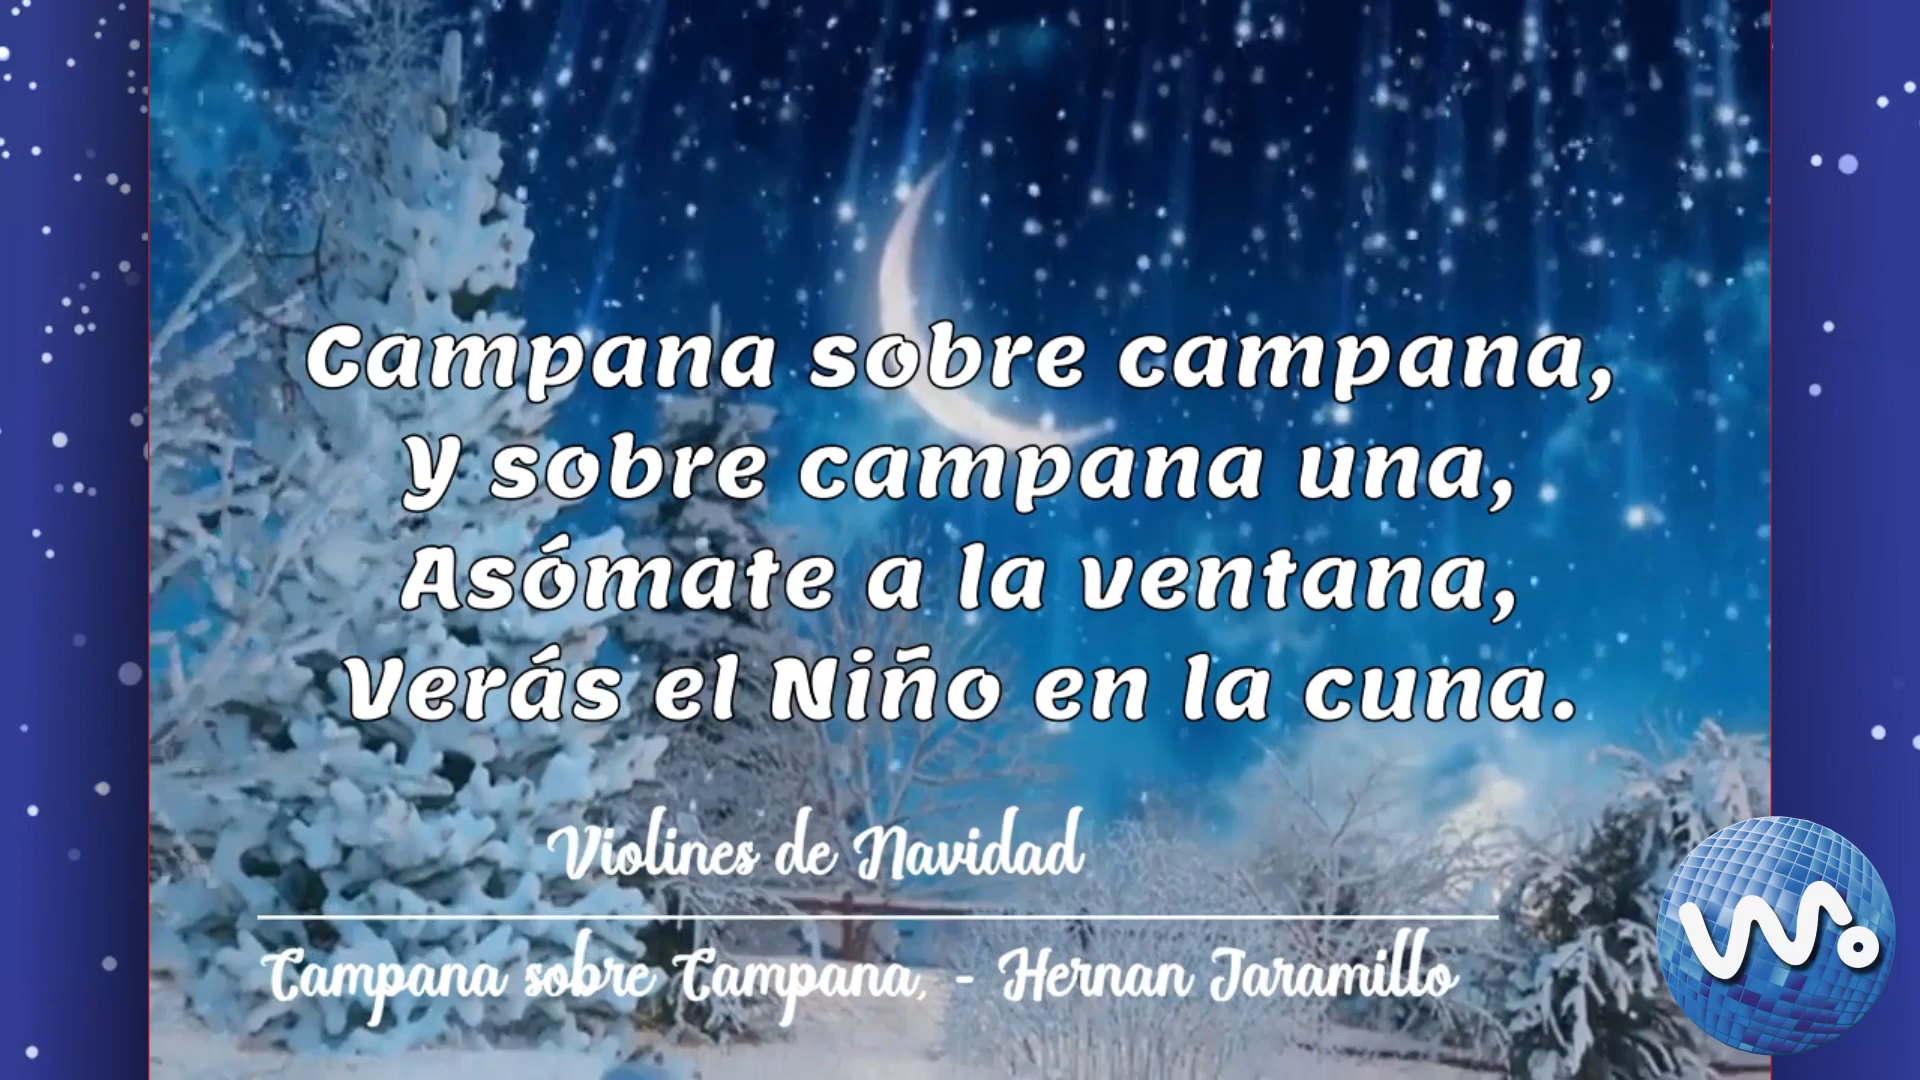 Campana sobre campana,
Y sobre campana una,
Asómate a la ventana,
Verás el Niño en la cuna.
Violines de Navidad
Campana sobre Campana, - Hernan Jaramillo